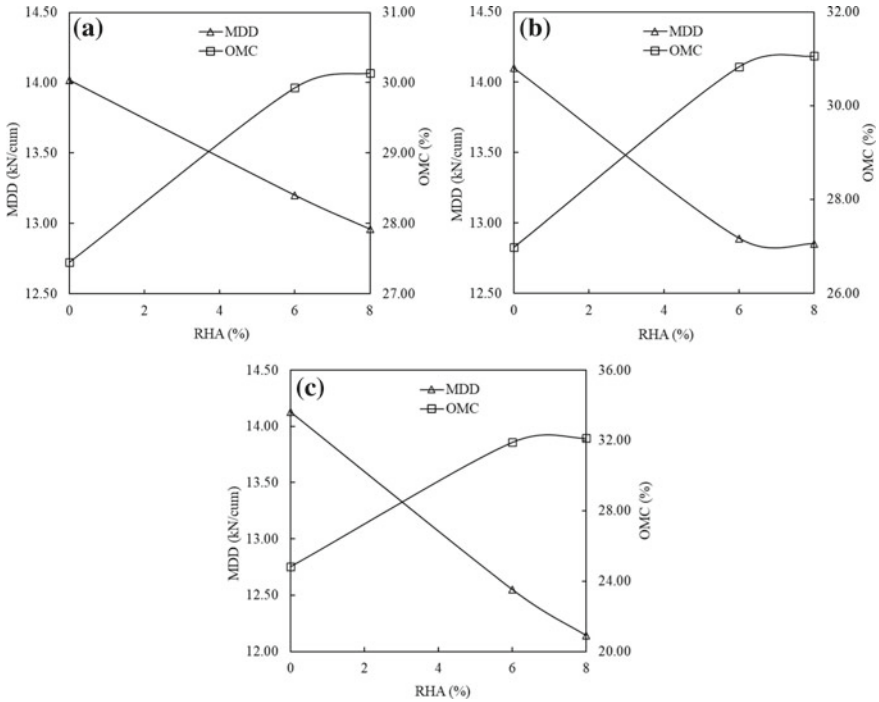 (a)
MDD
OMC
14.50
14.00
13.50
13.00
12.50
MDD (kN/cum)
31.00
30.00
29.00
28.00
27.00
OMC (%)
0 2 4 6 8
RHA (%)
(b)
MDD
OMC
14.50
14.00
13.50
13.00
12.50
MDD (kN/cum)
32.00
30.00
28.00
26.00
OMC (%)
0 2 4 6 8
RHA (%)
(c)
MDD
OMC
14.50
14.00
13.50
13.00
12.50
12.00
MDD (kN/cum)
36.00
32.00
28.00
24.00
20.00
OMC (%)
0 2 4 6 8
RHA (%)